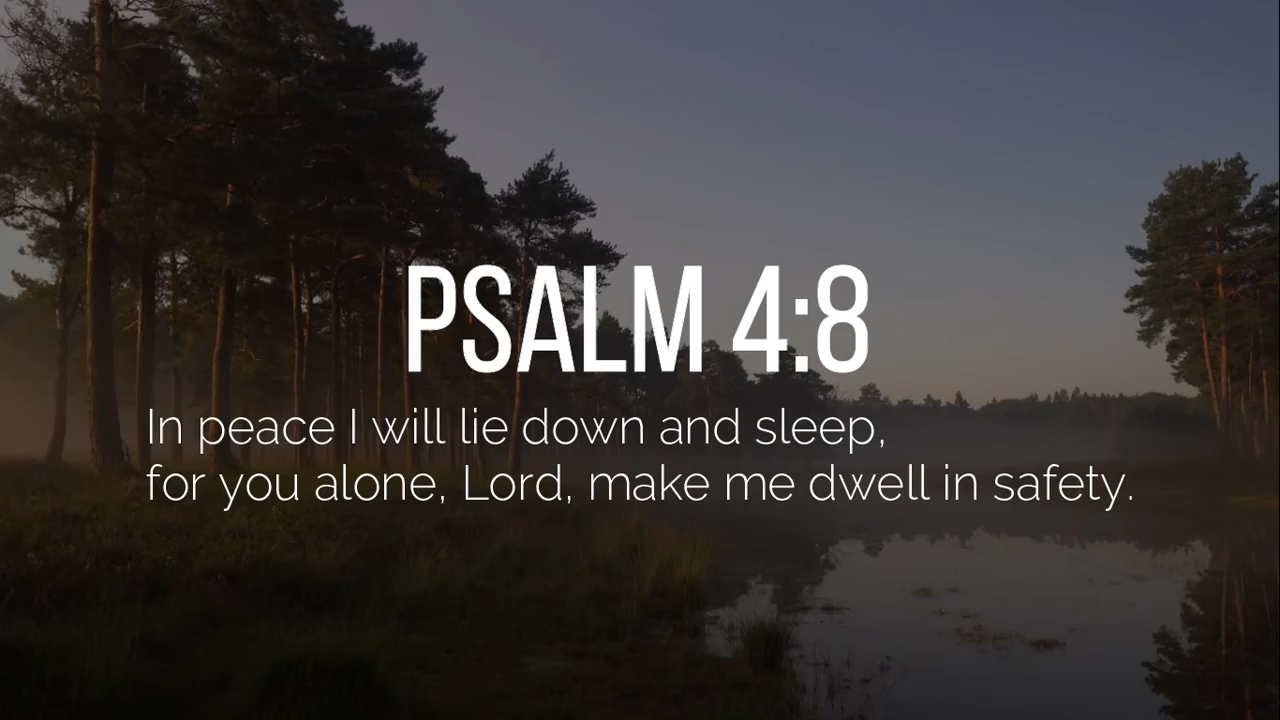 PSALM 4:8
In peace I will lie down and sleep,
for you alone, Lord, make me dwell in safety.